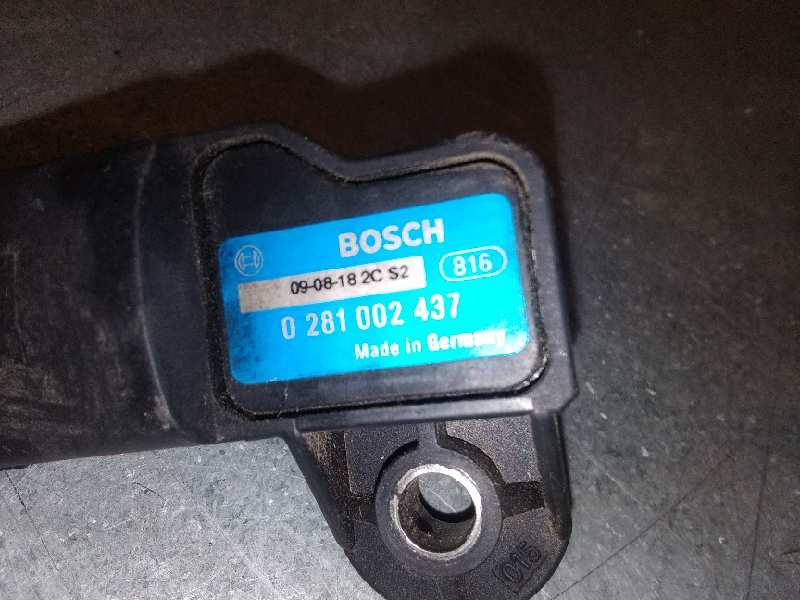 BOSCH
816
09-08-18 2C S2
0 281 002 437
Made in Germany
015